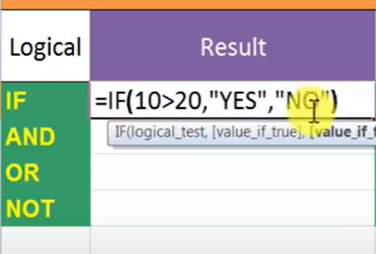 Logical Result
IF =IF(10>20,"YES","NO")
IF(logical_test, [value_if_true], [value_if_f
AND
OR
NOT